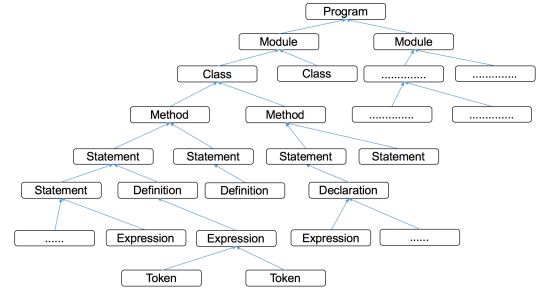 Program
Module Module
Class Class .............. ..............
Method Method .............. ..............
Statement Statement Statement Statement
Statement Definition Definition Declaration
...... Expression Expression Expression ......
Token Token